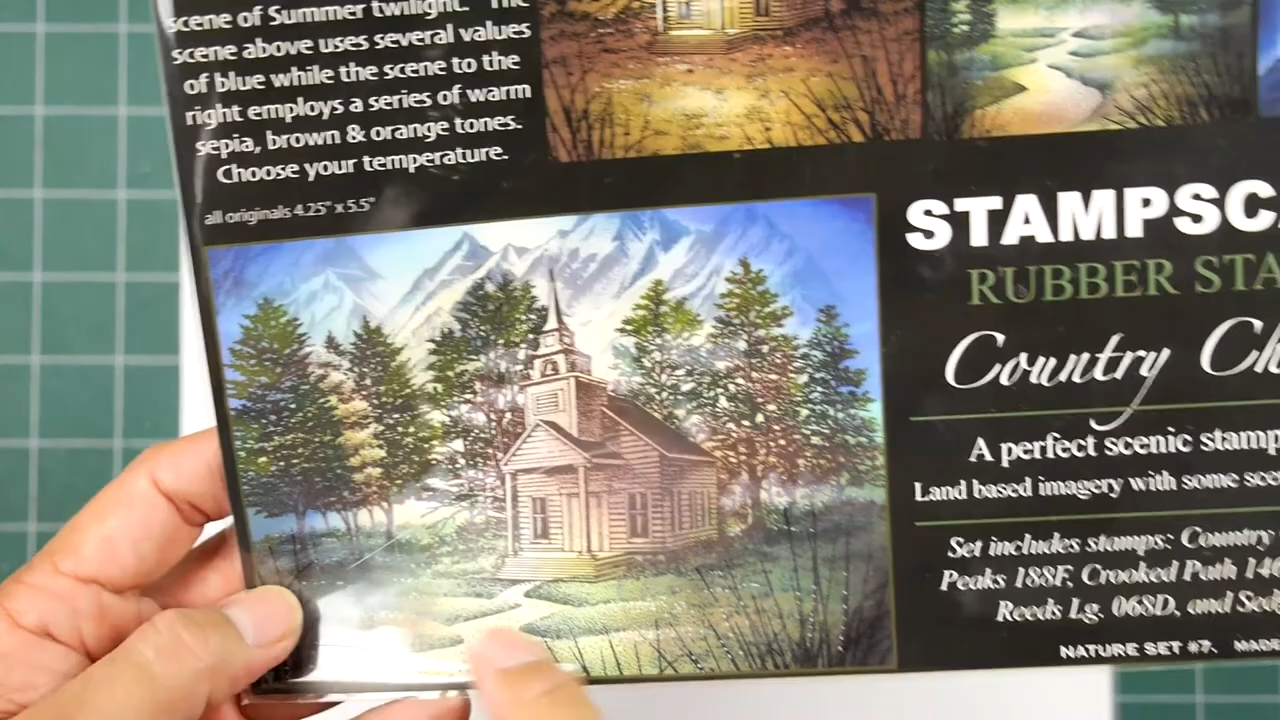 scene of Summer twilight. The
scene above uses several values
of blue while the scene to the
right employs a series of warm
sepia, brown & orange tones.
Choose your temperature.
all originals 4.25" x 5.5"
STAMPSC
RUBBER STA
Country Ch
A perfect scenic stamp
Land based imagery with some sce
Set includes stamps: Country
Peaks 188F, Crooked Path 146
Reeds Lg. 068D, and Sed
NATURE SET #7. MADE